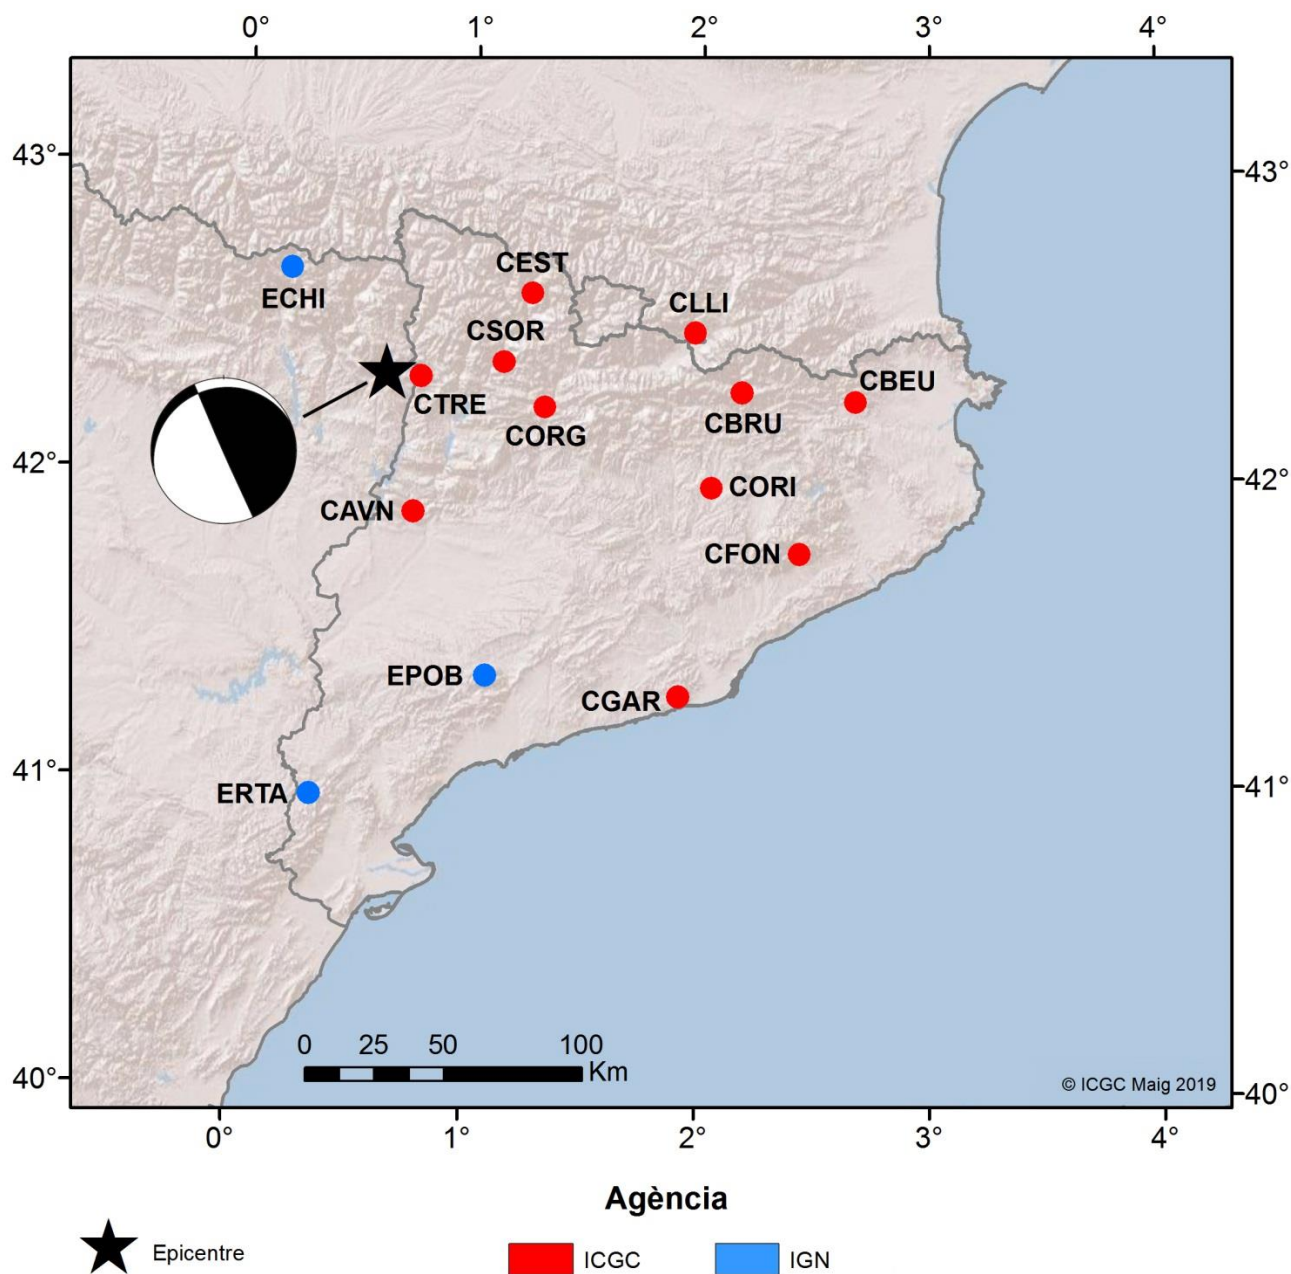 0° 1° 2° 3° 4°
43° 43°
CEST
ECHI
CLLI
CSOR
CBEU
CTRE
CBRU
CORG
42° 42°
CORI
CAVN
CFON
EPOB
CGAR
41° 41°
ERTA
0 25 50 100
Km
40° 40°
© ICGC Maig 2019
0° 1° 2° 3° 4°
Agència
Epicentre ICGC IGN